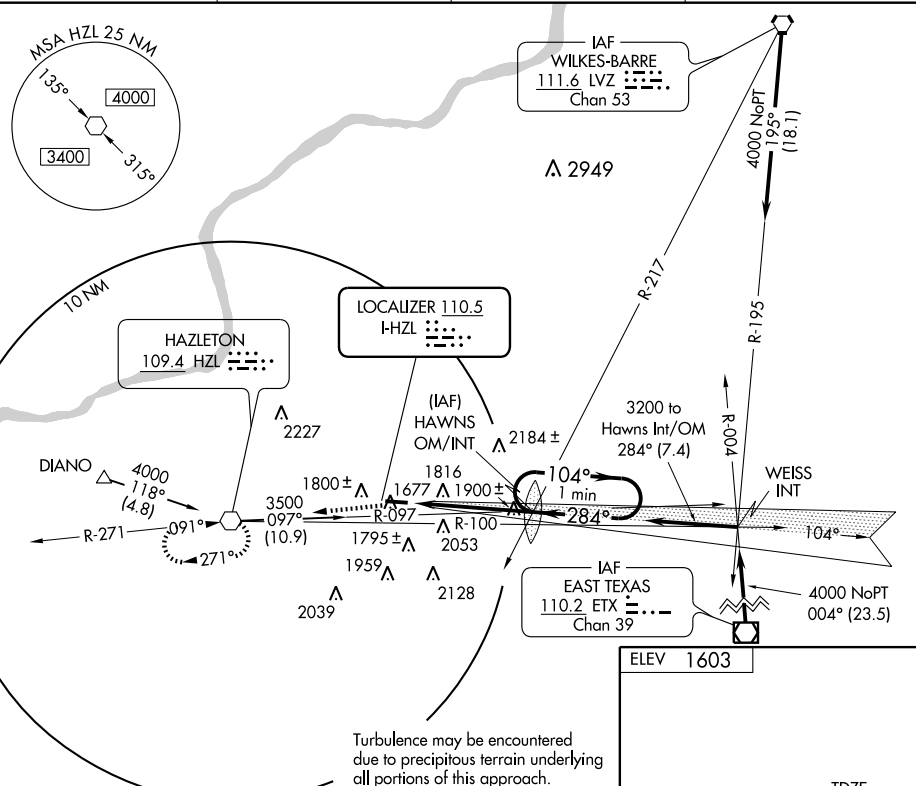 MSA HZL 25 NM
135°
4000
3400
315°
IAF
WILKES-BARRE
111.6 LVZ
Chan 53
4000 NoPT
195°
(18.1)
2949
R-217
R-195
10 NM
LOCALIZER 110.5
I-HZL
HAZLETON
109.4 HZL
2227
(IAF)
HAWNS
OM/INT
2184 ±
3200 to
Hawns Int/OM
284° (7.4)
R-004
WEISS
INT
DIANO
4000
118°
(4.8)
1800 ±
1677
1816
1900 ±
104°
1 min
284°
3500
097°
(10.9)
R-097
R-100
R-271
091°
271°
104°
1795 ±
2053
1959
2128
2039
IAF
EAST TEXAS
110.2 ETX
Chan 39
4000 NoPT
004° (23.5)
ELEV 1603
Turbulence may be encountered
due to precipitous terrain underlying
all portions of this approach.
TDZE